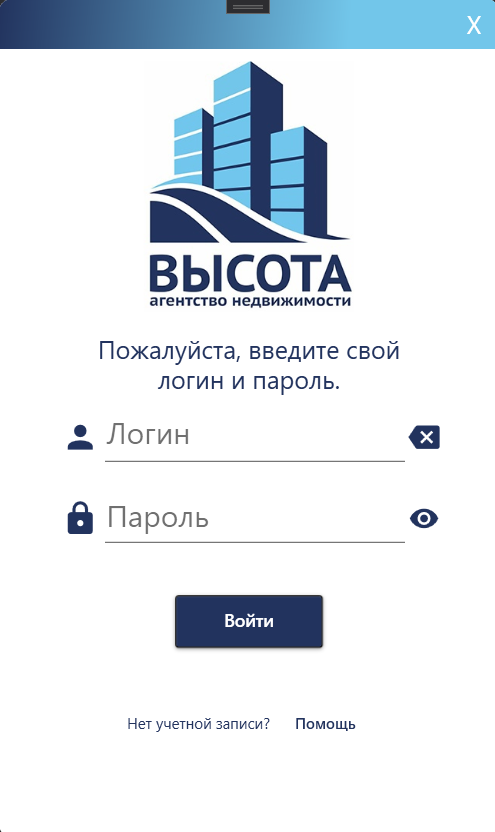 X
ВЫСОТА
агентство недвижимости
Пожалуйста, введите свой
логин и пароль.
Логин
Пароль
Войти
Нет учетной записи? Помощь